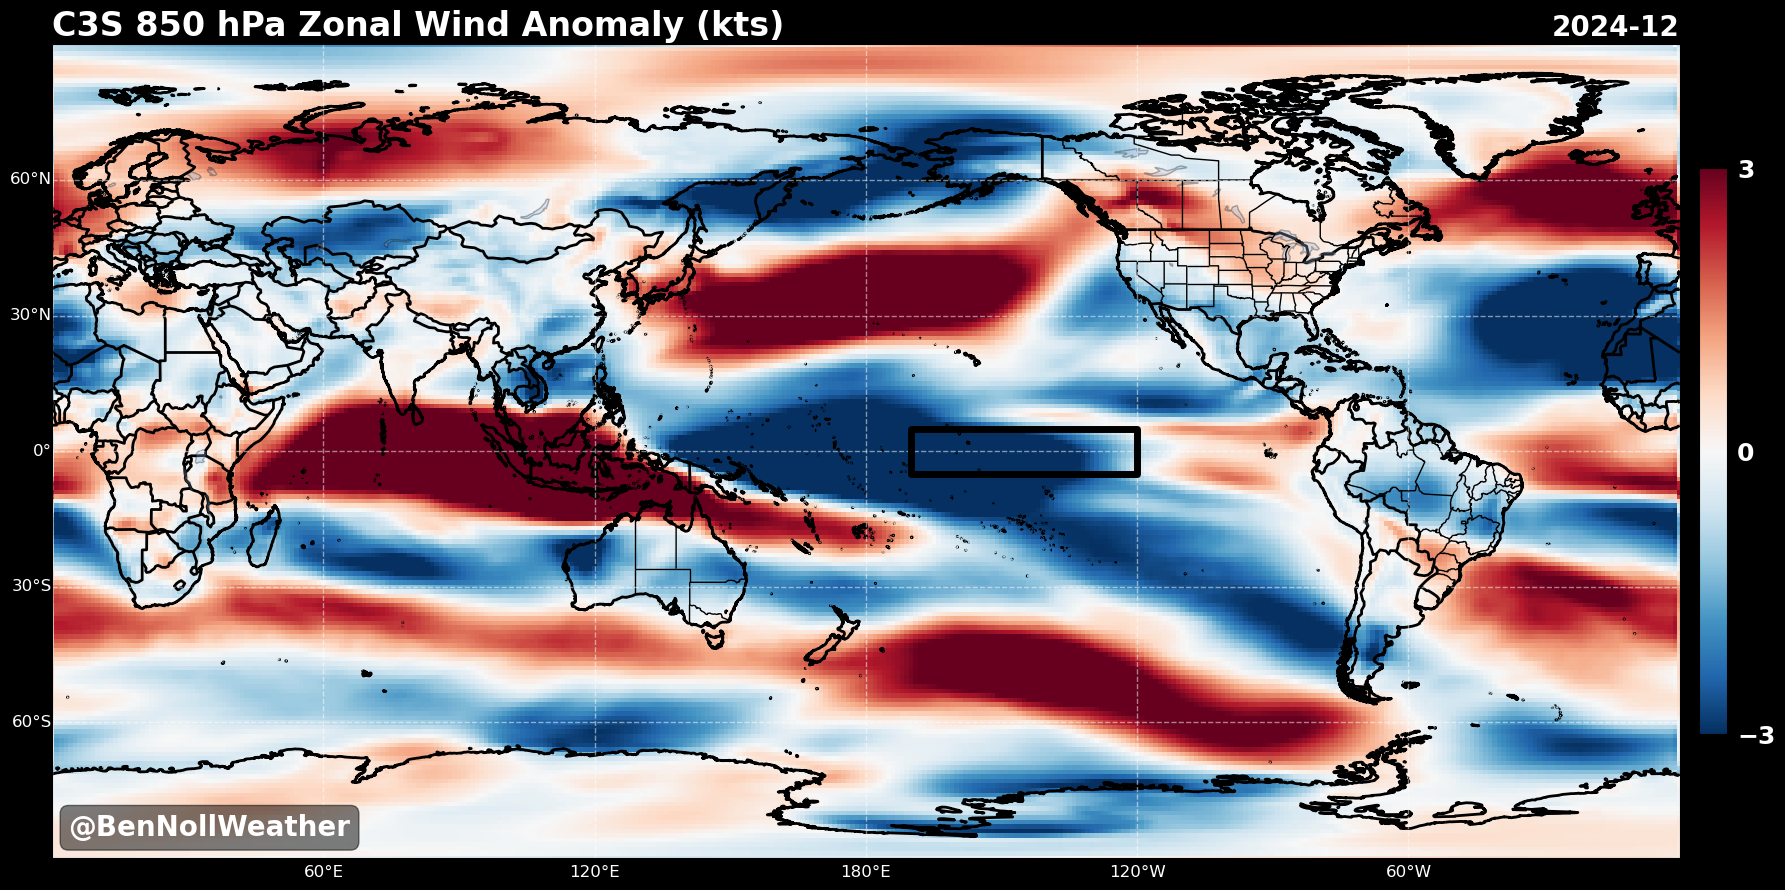 C3S 850 hPa Zonal Wind Anomaly (kts)
2024-12
60°N
30°N
0°
30°S
60°S
60°E
120°E
180°E
120°W
60°W
3
0
−3
@BenNollWeather